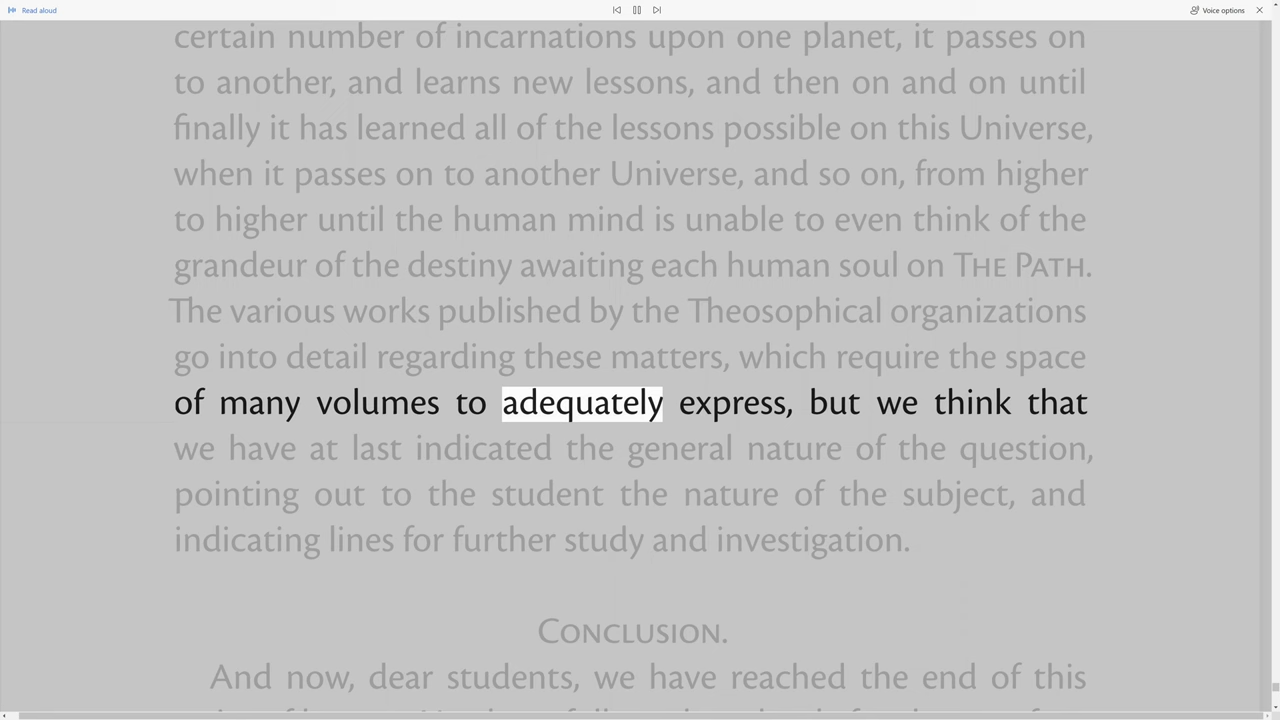 Read aloud
Voice options
certain number of incarnations upon one planet, it passes on
to another, and learns new lessons, and then on and on until
finally it has learned all of the lessons possible on this Universe,
when it passes on to another Universe, and so on, from higher
to higher until the human mind is unable to even think of the
grandeur of the destiny awaiting each human soul on THE PATH.
The various works published by the Theosophical organizations
go into detail regarding these matters, which require the space
of many volumes to adequately express, but we think that
we have at last indicated the general nature of the question,
pointing out to the student the nature of the subject, and
indicating lines for further study and investigation.
CONCLUSION.
And now, dear students, we have reached the end of this